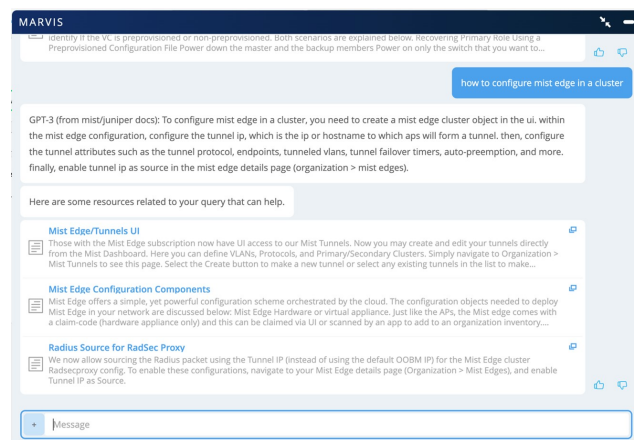 MARVIS
identify if the VC is preprovisioned or non-preprovisioned. Both scenarios are explained below. Recovering Primary Role Using a
Preprovisioned Configuration File Power down the master and the backup members Power on only the switch that you want to...
how to configure mist edge in a cluster
GPT-3 (from mist/juniper docs): To configure mist edge in a cluster, you need to create a mist edge cluster object in the ui. within
the mist edge configuration, configure the tunnel ip, which is the ip or hostname to which aps will form a tunnel. then, configure
the tunnel attributes such as the tunnel protocol, endpoints, tunneled vlans, tunnel failover timers, auto-preemption, and more.
finally, enable tunnel ip as source in the mist edge details page (organization > mist edges).
Here are some resources related to your query that can help.
Mist Edge/Tunnels UI
Those with the Mist Edge subscription now have UI access to our Mist Tunnels. Now you may create and edit your tunnels directly
from the Mist Dashboard. Here you can define VLANs, Protocols, and Primary/Secondary Clusters. Simply navigate to Organization >
Mist Tunnels to see this page. Select the Create button to make a new tunnel or select any existing tunnels in the list to make...
Mist Edge Configuration Components
Mist Edge offers a simple, yet powerful configuration scheme orchestrated by the cloud. The configuration objects needed to deploy
Mist Edge in your network are discussed below: Mist Edge Hardware or virtual appliance. Just like the APs, the Mist edge comes with
a claim-code (hardware appliance only) and this can be claimed via UI or scanned by an app to add to an organization inventory....
Radius Source for RadSec Proxy
We now allow sourcing the Radius packet using the Tunnel IP (instead of using the default OOBM IP) for the Mist Edge cluster
Radsecproxy config. To enable these configurations, navigate to your Mist Edge details page (Organization > Mist Edges), and enable
Tunnel IP as Source.
+ Message